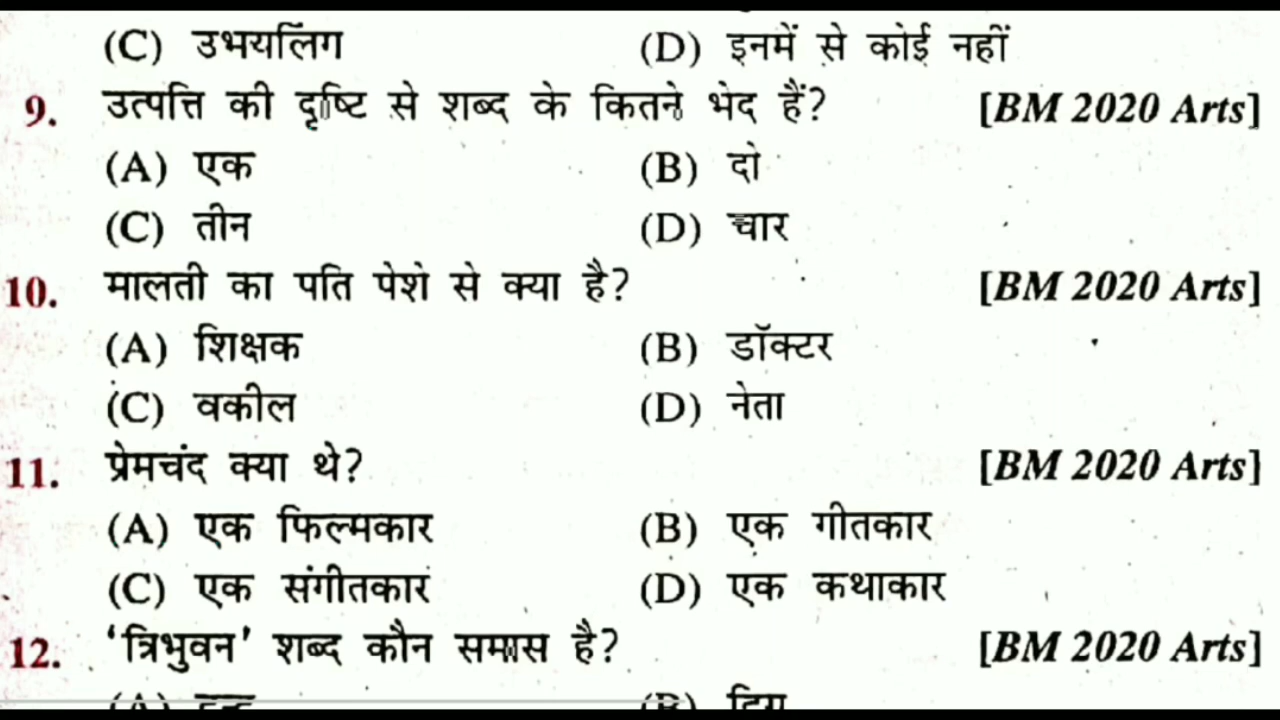 (C) उभयलिंग (D) इनमें से कोई नहीं
9. उत्पत्ति की दृष्टि से शब्द के कितने भेद हैं? [BM 2020 Arts]
(A) एक (B) दो
(C) तीन (D) चार
10. मालती का पति पेशे से क्या है? [BM 2020 Arts]
(A) शिक्षक (B) डॉक्टर
(C) वकील (D) नेता
11. प्रेमचंद क्या थे? [BM 2020 Arts]
(A) एक फिल्मकार (B) एक गीतकार
(C) एक संगीतकार (D) एक कथाकार
12. ‘त्रिभुवन’ शब्द कौन समास है? [BM 2020 Arts]